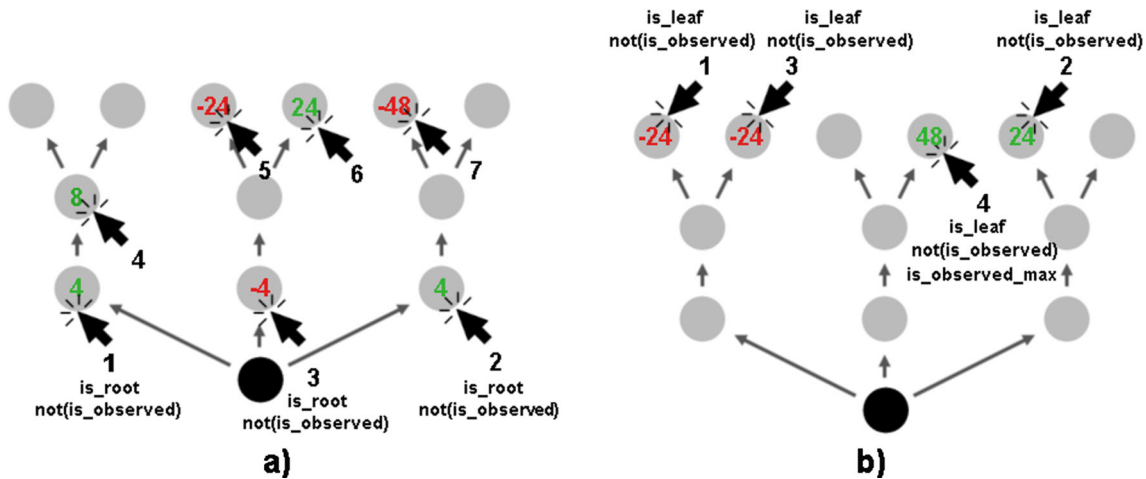 -24
24
-48
5
6
7
8
4
4
-4
4
1
is_root
not(is_observed)
3
is_root
not(is_observed)
2
is_root
not(is_observed)
a)
is_leaf
not(is_observed)
1
is_leaf
not(is_observed)
3
is_leaf
not(is_observed)
2
-24
-24
48
24
4
is_leaf
not(is_observed)
is_observed_max
b)